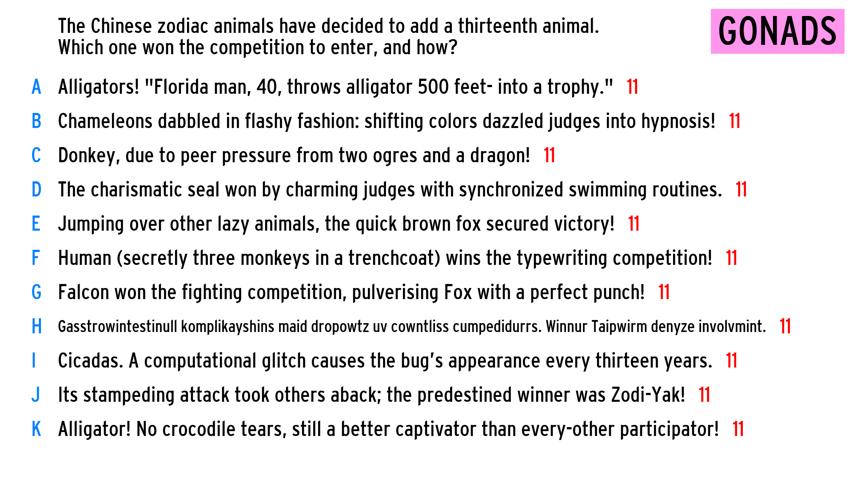 The Chinese zodiac animals have decided to add a thirteenth animal.
Which one won the competition to enter, and how?
GONADS
A Alligators! "Florida man, 40, throws alligator 500 feet- into a trophy." 11
B Chameleons dabbled in flashy fashion: shifting colors dazzled judges into hypnosis! 11
C Donkey, due to peer pressure from two ogres and a dragon! 11
D The charismatic seal won by charming judges with synchronized swimming routines. 11
E Jumping over other lazy animals, the quick brown fox secured victory! 11
F Human (secretly three monkeys in a trenchcoat) wins the typewriting competition! 11
G Falcon won the fighting competition, pulverising Fox with a perfect punch! 11
H Gasstrowintestinull komplikayshins maid dropowtz uv cowntliss cumpedidurrs. Winnur Taipwirm denyze involvmint. 11
I Cicadas. A computational glitch causes the bug's appearance every thirteen years. 11
J Its stampeding attack took others aback; the predestined winner was Zodi-Yak! 11
K Alligator! No crocodile tears, still a better captivator than every-other participator! 11